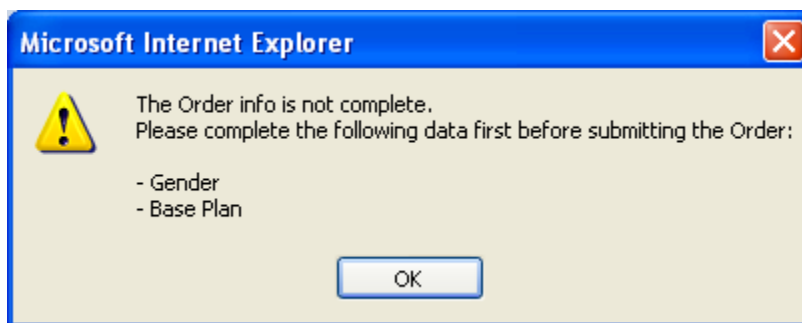 Microsoft Internet Explorer
The Order info is not complete.
Please complete the following data first before submitting the Order:
- Gender
- Base Plan
OK